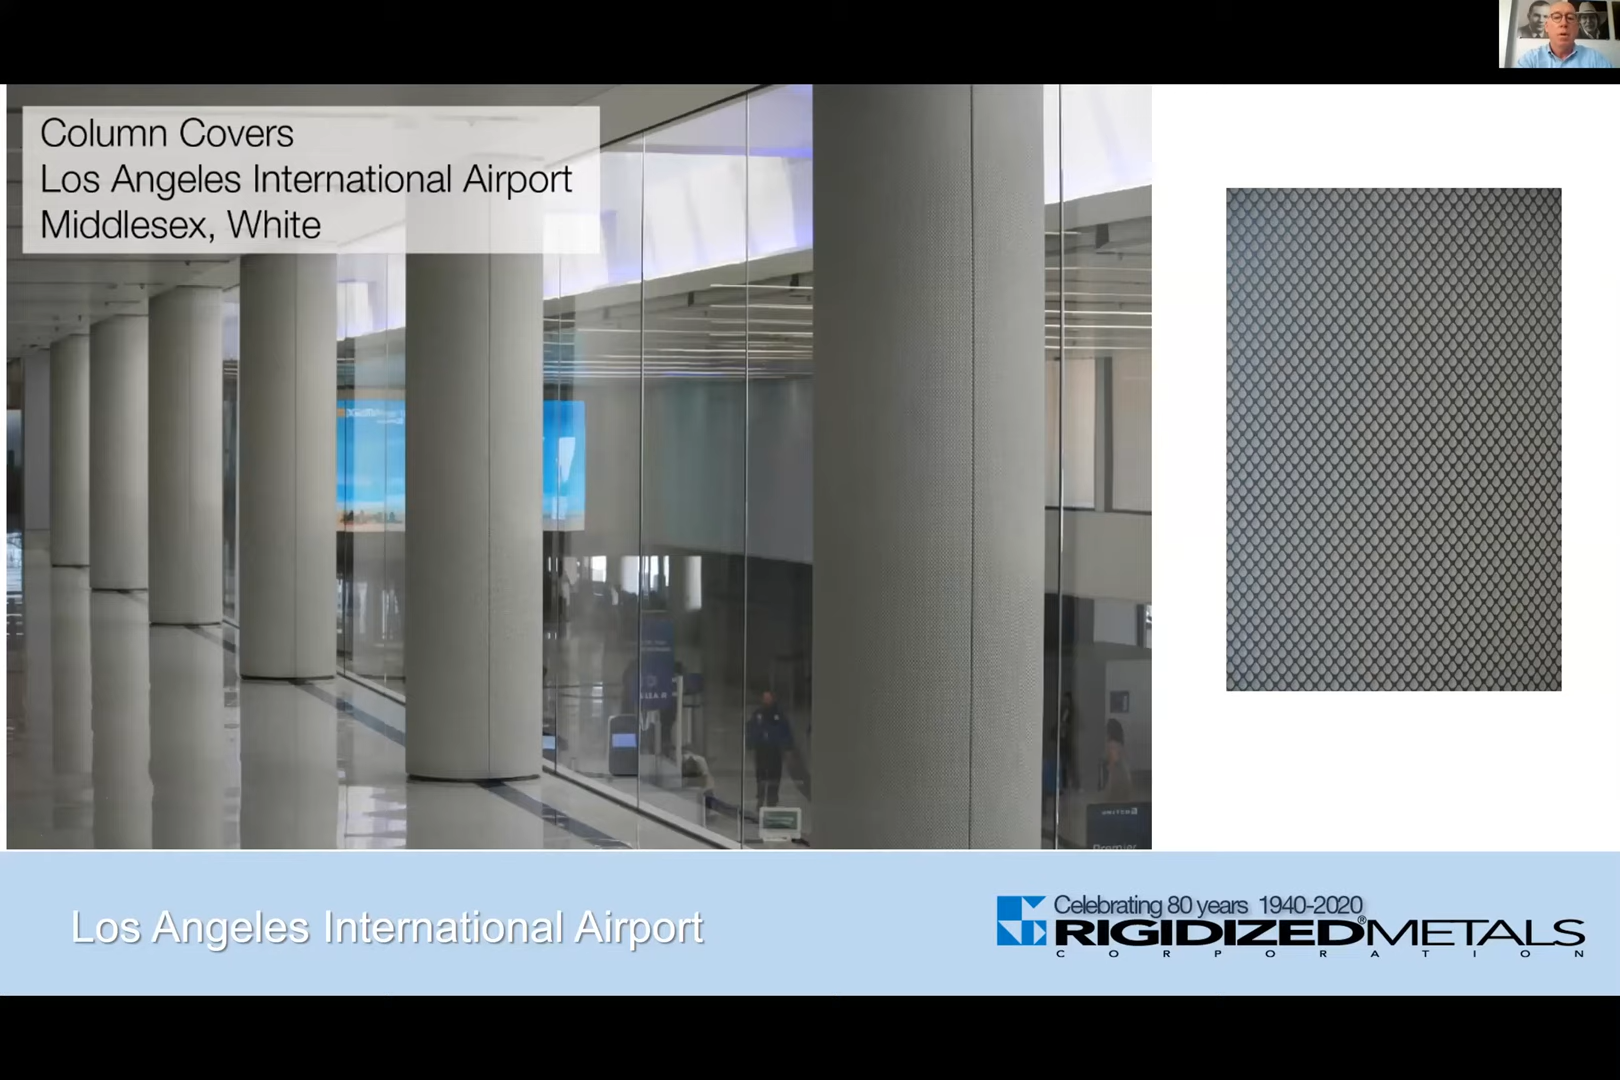 Column Covers
Los Angeles International Airport
Middlesex, White
Los Angeles International Airport
Celebrating 80 years 1940-2020
RIGIDIZED®METALS
CORPORATION